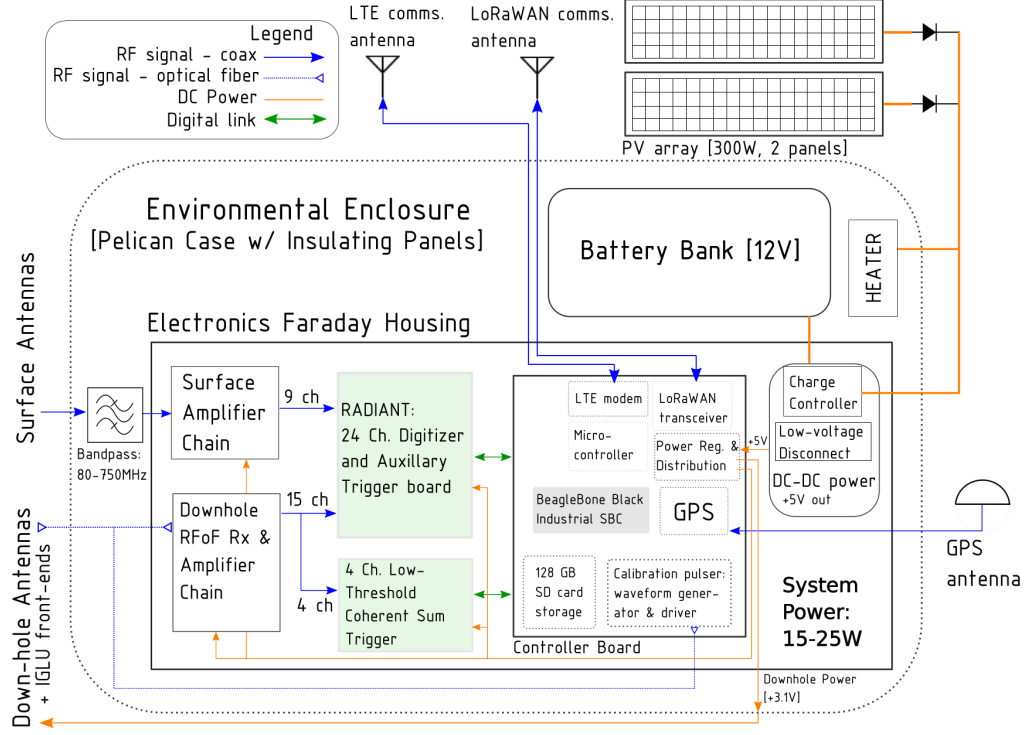 Legend
RF signal - coax
RF signal - optical fiber
DC Power
Digital link
LTE comms.
antenna
LoRaWAN comms.
antenna
PV array [300W, 2 panels]
Environmental Enclosure
[Pelican Case w/ Insulating Panels]
Battery Bank [12V]
HEATER
Surface Antennas
Electronics Faraday Housing
Bandpass:
80-750MHz
Surface
Amplifier
Chain
9 ch
RADIANT:
24 Ch. Digitizer
and Auxillary
Trigger board
LTE modem
LoRaWAN
transceiver
Micro-
controller
Power Reg. &
Distribution
+5V
Charge
Controller
Low-voltage
Disconnect
DC-DC power
+5V out
Down-hole Antennas
+ IGLU front-ends
Downhole
RFoF Rx &
Amplifier
Chain
15 ch
4 ch
4 Ch. Low-
Threshold
Coherent Sum
Trigger
BeagleBone Black
Industrial SBC
GPS
128 GB
SD card
storage
Calibration pulser:
waveform gener-
ator & driver
Controller Board
GPS
antenna
System
Power:
15-25W
Downhole Power
[+3.1V]